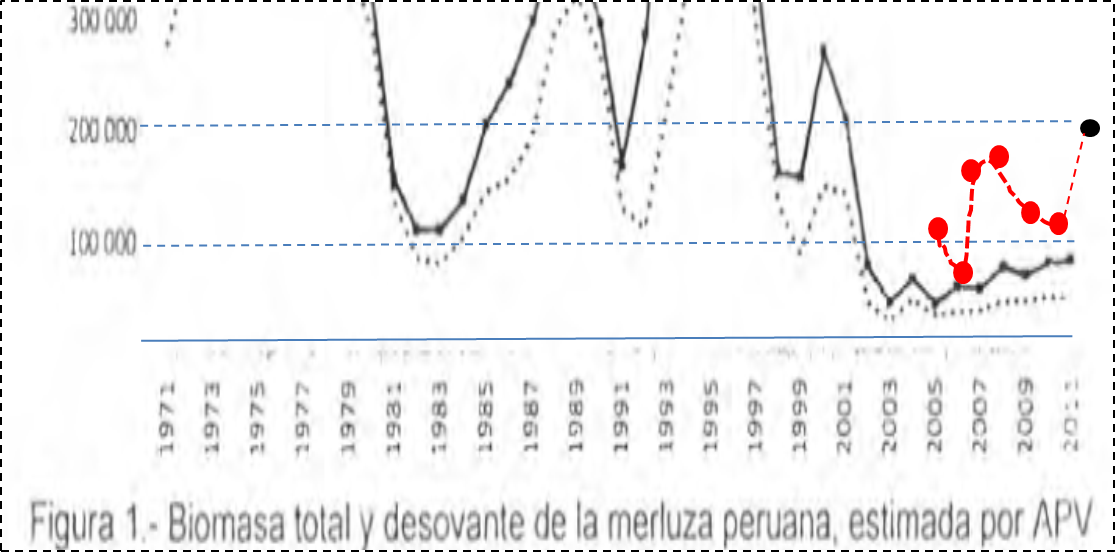 300 000
200 000
100 000
1971 1973 1975 1977 1979 1981 1983 1985 1987 1989 1991 1993 1995 1997 1999 2001 2003 2005 2007 2009 2011
Figura 1.- Biomasa total y desovante de la merluza peruana, estimada por APV